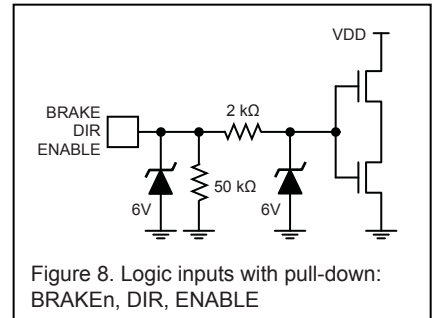 VDD
BRAKE
DIR
ENABLE
2 kΩ
6V
50 kΩ
6V
Figure 8. Logic inputs with pull-down:
BRAKEn, DIR, ENABLE